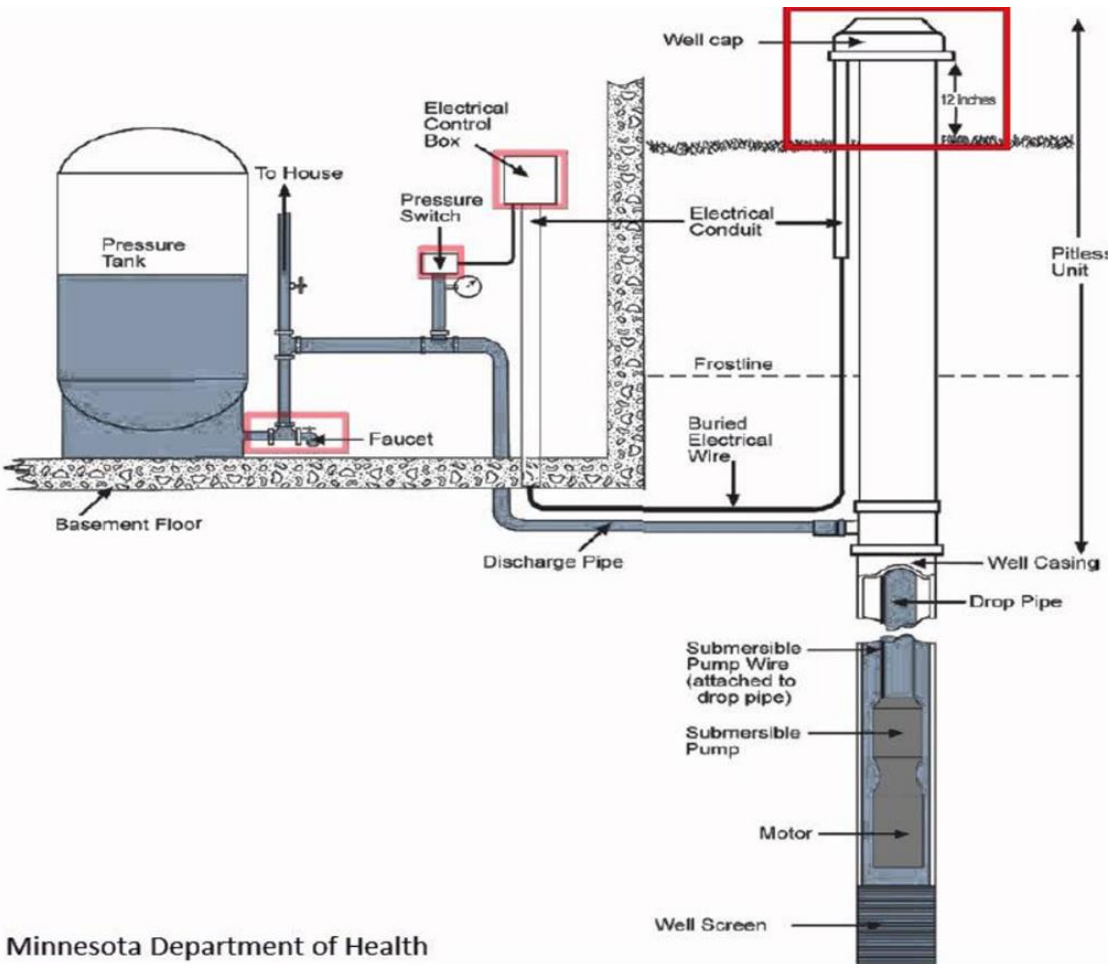 Well cap
12 Inches
Electrical
Control
Box
To House
Pressure
Switch
Pressure
Tank
Electrical
Conduit
Pitless
Unit
Frostline
Faucet
Buried
Electrical
Wire
Basement Floor
Discharge Pipe
Well Casing
Drop Pipe
Submersible
Pump Wire
(attached to
drop pipe)
Submersible
Pump
Motor
Well Screen
Minnesota Department of Health